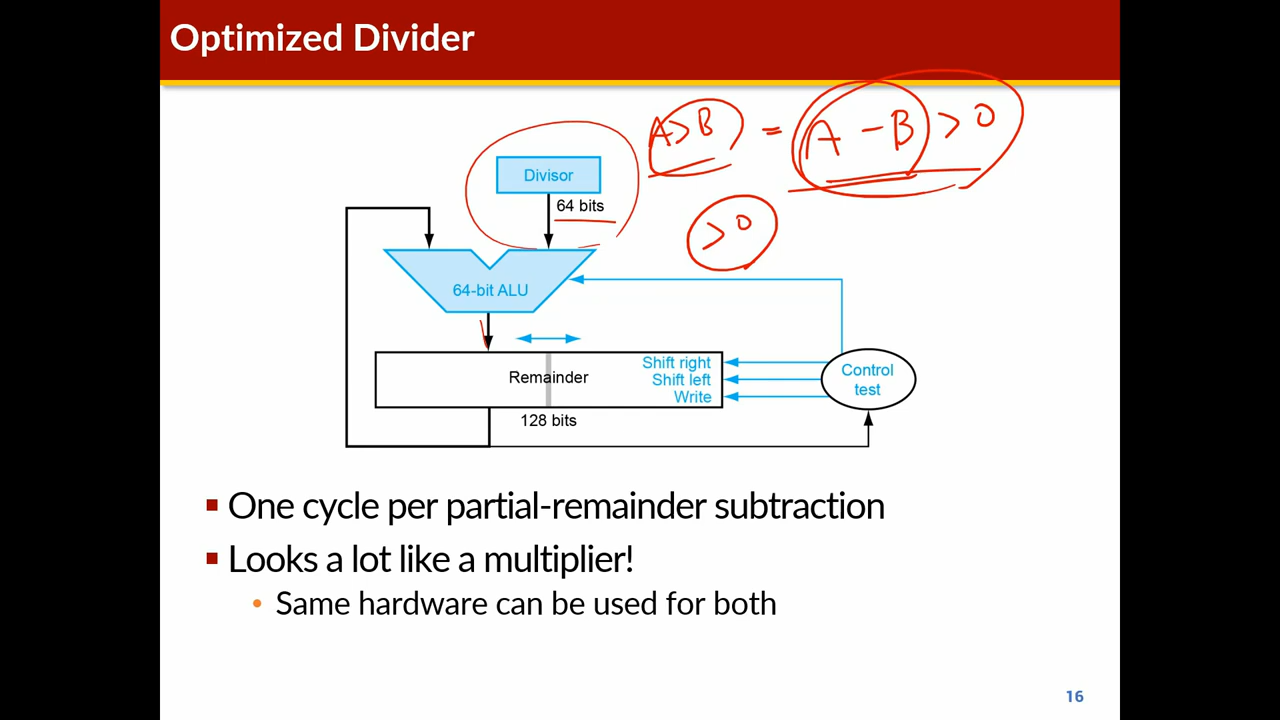 Optimized Divider
A>B = A-B>0
Divisor
64 bits
>0
64-bit ALU
Remainder
Shift right
Shift left
Write
Control
test
128 bits
▪ One cycle per partial-remainder subtraction
▪ Looks a lot like a multiplier!
• Same hardware can be used for both
16